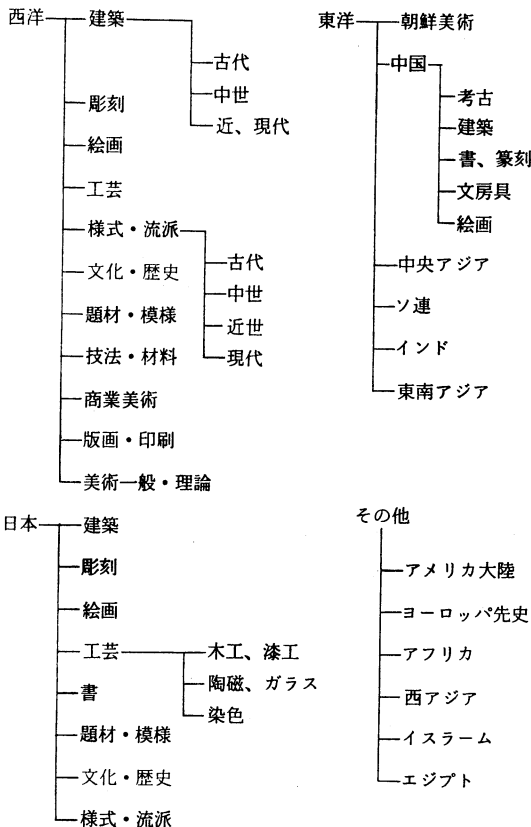 西洋
建築
古代
中世
近、現代
彫刻
絵画
工芸
様式・流派
古代
中世
近世
現代
文化・歴史
題材・模様
技法・材料
商業美術
版画・印刷
美術一般・理論
東洋
朝鮮美術
中国
考古
建築
書、篆刻
文房具
絵画
中央アジア
ソ連
インド
東南アジア
日本
建築
彫刻
絵画
工芸
木工、漆工
陶磁、ガラス
染色
書
題材・模様
文化・歴史
様式・流派
その他
アメリカ大陸
ヨーロッパ先史
アフリカ
西アジア
イスラーム
エジプト